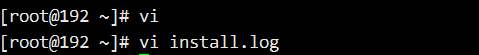 [root@192 ~]# vi
[root@192 ~]# vi install.log